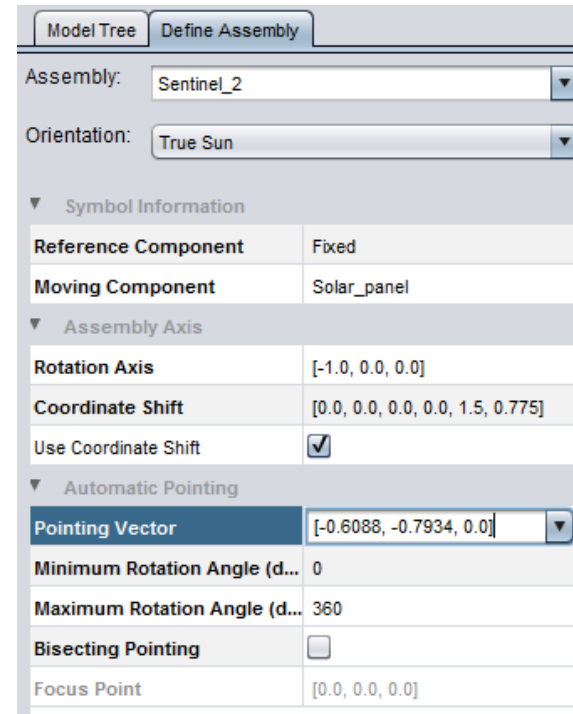 Model Tree Define Assembly
Assembly: Sentinel_2
Orientation: True Sun
Symbol Information
Reference Component Fixed
Moving Component Solar_panel
Assembly Axis
Rotation Axis [-1.0, 0.0, 0.0]
Coordinate Shift [0.0, 0.0, 0.0, 0.0, 1.5, 0.775]
Use Coordinate Shift
Automatic Pointing
Pointing Vector [-0.6088, -0.7934, 0.0]
Minimum Rotation Angle (d... 0
Maximum Rotation Angle (d... 360
Bisecting Pointing
Focus Point [0.0, 0.0, 0.0]